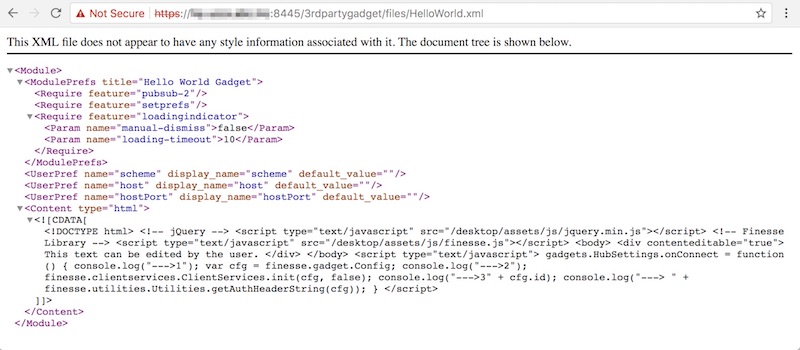 Not Secure https://:8445/3rdpartygadget/files/HelloWorld.xml
This XML file does not appear to have any style information associated with it. The document tree is shown below.
▼<Module>
▼<ModulePrefs title="Hello World Gadget">
<Require feature="pubsub-2"/>
<Require feature="setprefs"/>
▼<Require feature="loadingindicator">
<Param name="manual-dismiss">false</Param>
<Param name="loading-timeout">10</Param>
</Require>
</ModulePrefs>
<UserPref name="scheme" display_name="scheme" default_value=""/>
<UserPref name="host" display_name="host" default_value=""/>
<UserPref name="hostPort" display_name="hostPort" default_value=""/>
▼<Content type="html">
▼<![CDATA[
<!DOCTYPE html> <!-- jQuery --> <script type="text/javascript" src="/desktop/assets/js/jquery.min.js"></script> <!-- Finesse
Library --> <script type="text/javascript" src="/desktop/assets/js/finesse.js"></script> <body> <div contenteditable="true">
This text can be edited by the user. </div> </body> <script type="text/javascript"> gadgets.HubSettings.onConnect = function
() { console.log("--->1"); var cfg = finesse.gadget.Config; console.log("--->2");
finesse.clientservices.ClientServices.init(cfg, false); console.log("--->3" + cfg.id); console.log("---> " +
finesse.utilities.Utilities.getAuthHeaderString(cfg)); } </script>
]]>
</Content>
</Module>